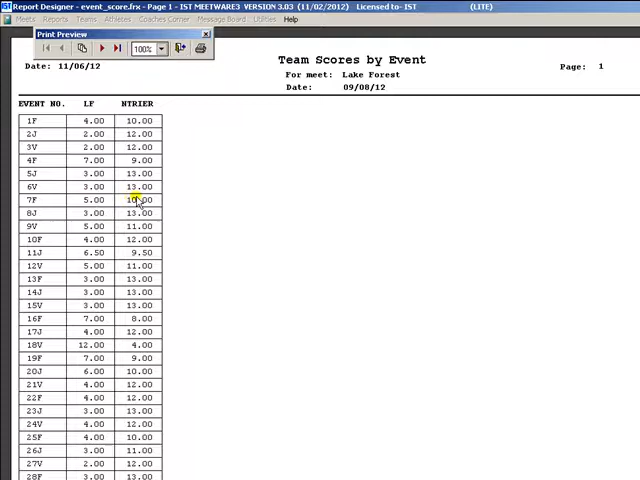 Report Designer - event_score.frx - Page 1 - IST MEETWARE3 VERSION 3.03 (11/02/2012) Licensed to- IST (LITE)
Meets Reports Teams Athletes Coaches Corner Message Board Utilities Help
Print Preview
100%
Date: 11/06/12
Team Scores by Event
Page: 1
For meet: Lake Forest
Date: 09/08/12
EVENT NO. LF NTRIER
1F 4.00 10.00
2J 2.00 12.00
3V 2.00 12.00
4F 7.00 9.00
5J 3.00 13.00
6V 3.00 13.00
7F 5.00 10.00
8J 3.00 13.00
9V 5.00 11.00
10F 4.00 12.00
11J 6.50 9.50
12V 5.00 11.00
13F 3.00 13.00
14J 3.00 13.00
15V 3.00 13.00
16F 7.00 8.00
17J 4.00 12.00
18V 12.00 4.00
19F 7.00 9.00
20J 6.00 10.00
21V 4.00 12.00
22F 4.00 12.00
23J 3.00 13.00
24V 4.00 12.00
25F 4.00 10.00
26J 3.00 11.00
27V 2.00 12.00
28F 3.00 13.00